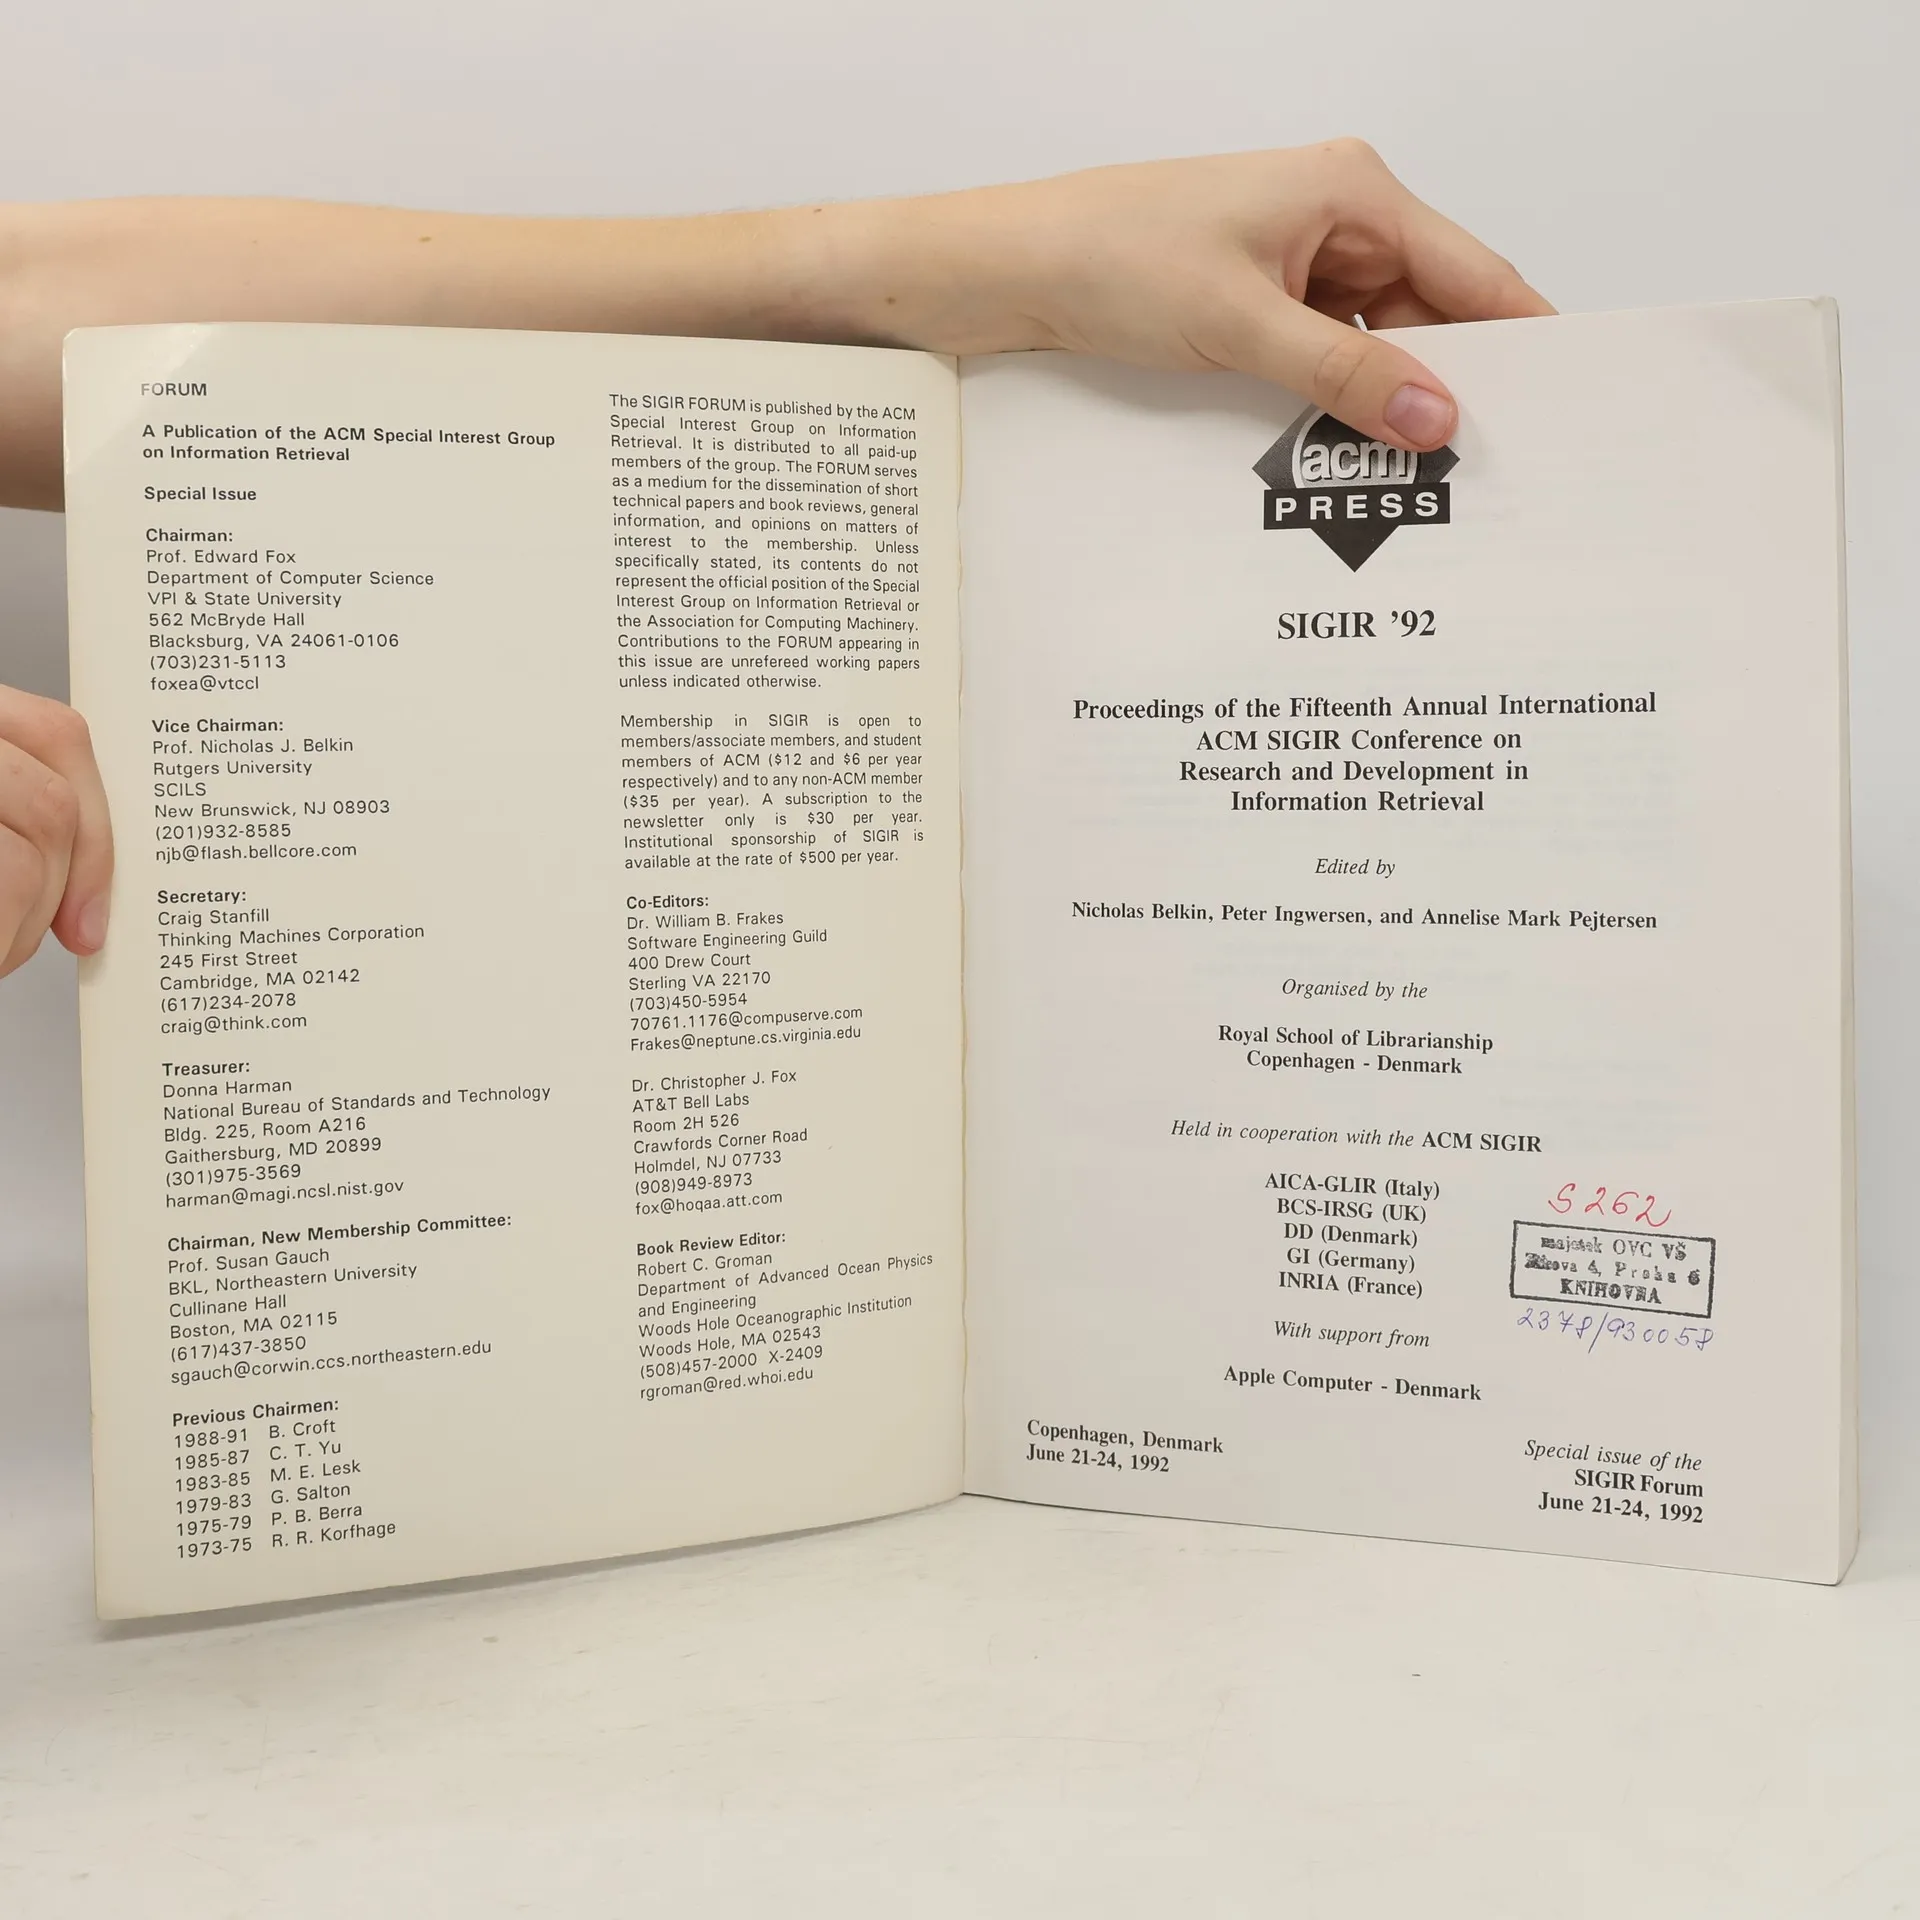 FORUM
A Publication of the ACM Special Interest Group
on Information Retrieval
Special Issue
Chairman:
Prof. Edward Fox
Department of Computer Science
VPI & State University
562 McBryde Hall
Blacksburg, VA 24061-0106
(703)231-5113
foxea@vtccl
Vice Chairman:
Prof. Nicholas J. Belkin
Rutgers University
SCILS
New Brunswick, NJ 08903
(201)932-8585
njb@flash.bellcore.com
Secretary:
Craig Stanfill
Thinking Machines Corporation
245 First Street
Cambridge, MA 02142
(617)234-2078
craig@think.com
Treasurer:
Donna Harman
National Bureau of Standards and Technology
Bldg. 225, Room A216
Gaithersburg, MD 20899
(301)975-3569
harman@magi.ncsl.nist.gov
Chairman, New Membership Committee:
Prof. Susan Gauch
BKL, Northeastern University
Cullinane Hall
Boston, MA 02115
(617)437-3850
sgauch@corwin.ccs.northeastern.edu
Previous Chairmen:
1988-91 B. Croft
1985-87 C. T. Yu
1983-85 M. E. Lesk
1979-83 G. Salton
1975-79 P. B. Berra
1973-75 R. R. Korfhage
The SIGIR FORUM is published by the ACM
Special Interest Group on Information
Retrieval. It is distributed to all paid-up
members of the group. The FORUM serves
as a medium for the dissemination of short
technical papers and book reviews, general
information, and opinions on matters of
interest to the membership. Unless
specifically stated, its contents do not
represent the official position of the Special
Interest Group on Information Retrieval or
the Association for Computing Machinery.
Contributions to the FORUM appearing in
this issue are unrefereed working papers
unless indicated otherwise.
Membership in SIGIR is open to
members/associate members, and student
members of ACM ($12 and $6 per year
respectively) and to any non-ACM member
($35 per year). A subscription to the
newsletter only is $30 per year.
Institutional sponsorship of SIGIR is
available at the rate of $500 per year.
Co-Editors:
Dr. William B. Frakes
Software Engineering Guild
400 Drew Court
Sterling VA 22170
(703)450-5954
70761.1176@compuserve.com
Frakes@neptune.cs.virginia.edu
Dr. Christopher J. Fox
AT&T Bell Labs
Room 2H 526
Crawfords Corner Road
Holmdel, NJ 07733
(908)949-8973
fox@hoqaa.att.com
Book Review Editor:
Robert C. Groman
Department of Advanced Ocean Physics
and Engineering
Woods Hole Oceanographic Institution
Woods Hole, MA 02543
(508)457-2000 X-2409
rgroman@red.whoi.edu
acm
PRESS
SIGIR ’92
Proceedings of the Fifteenth Annual International
ACM SIGIR Conference on
Research and Development in
Information Retrieval
Edited by
Nicholas Belkin, Peter Ingwersen, and Annelise Mark Pejtersen
Organised by the
Royal School of Librarianship
Copenhagen - Denmark
Held in cooperation with the ACM SIGIR
AICA-GLIR (Italy)
BCS-IRSG (UK)
DD (Denmark)
GI (Germany)
INRIA (France)
S262
majetek OVC VŠ
4, Praha 6
KNIHOVNA
2378/930058
With support from
Apple Computer - Denmark
Copenhagen, Denmark
June 21-24, 1992
Special issue of the
SIGIR Forum
June 21-24, 1992